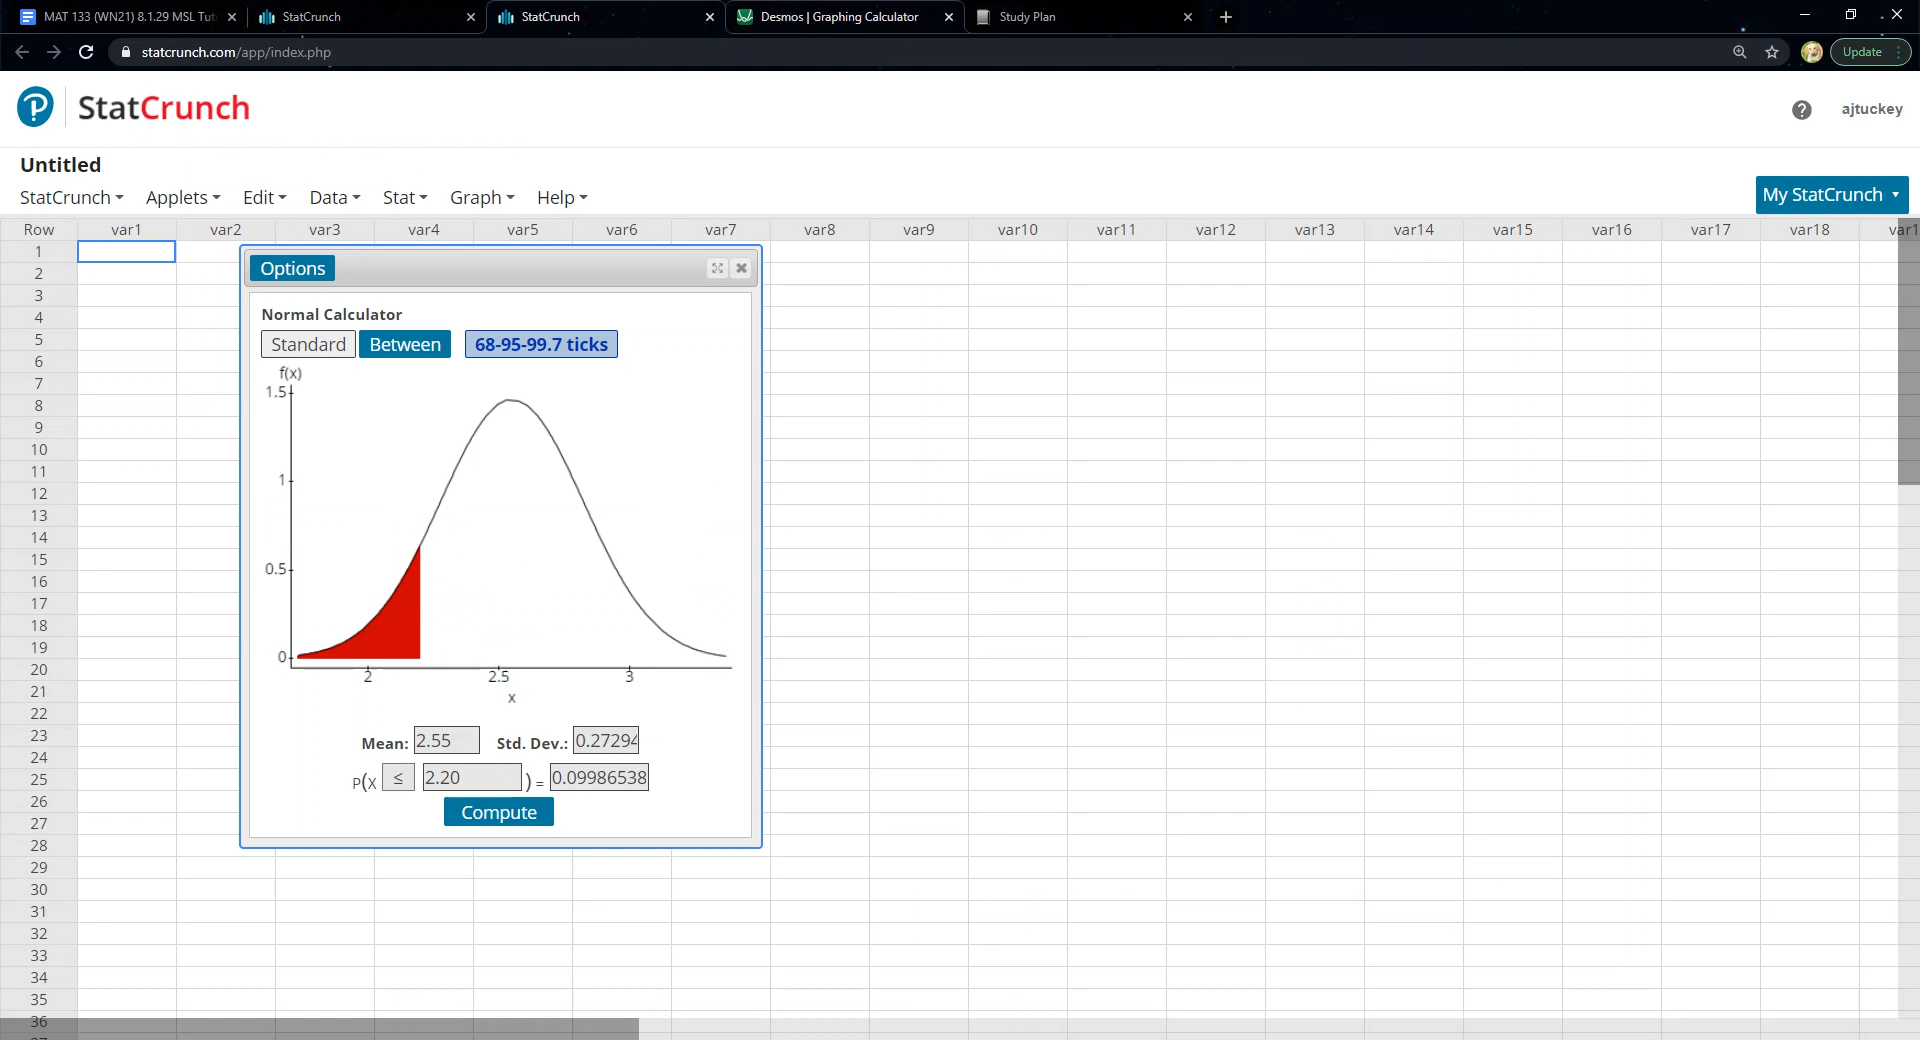 MAT 133 (WN21) 8.1.29 MSL Tut
StatCrunch
StatCrunch
Desmos | Graphing Calculator
Study Plan
statcrunch.com/app/index.php
Update
StatCrunch
ajtuckey
Untitled
StatCrunch Applets Edit Data Stat Graph Help
My StatCrunch
Row var1 var2 var3 var4 var5 var6 var7 var8 var9 var10 var11 var12 var13 var14 var15 var16 var17 var18 var1
1
2
3
4
5
6
7
8
9
10
11
12
13
14
15
16
17
18
19
20
21
22
23
24
25
26
27
28
29
30
31
32
33
34
35
36
Options
Normal Calculator
Standard Between 68-95-99.7 ticks
f(x)
1.5
1
0.5
0
2 2.5 3
x
Mean: 2.55 Std. Dev.: 0.27294
P(X ≤ 2.20 ) = 0.09986538
Compute